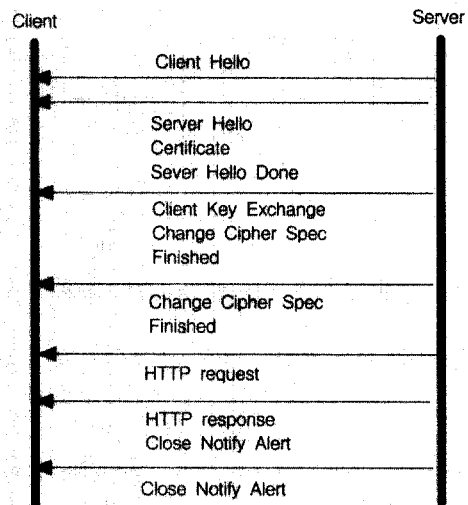 Client
Server
Client Hello
Server Hello
Certificate
Sever Hello Done
Client Key Exchange
Change Cipher Spec
Finished
Change Cipher Spec
Finished
HTTP request
HTTP response
Close Notify Alert
Close Notify Alert